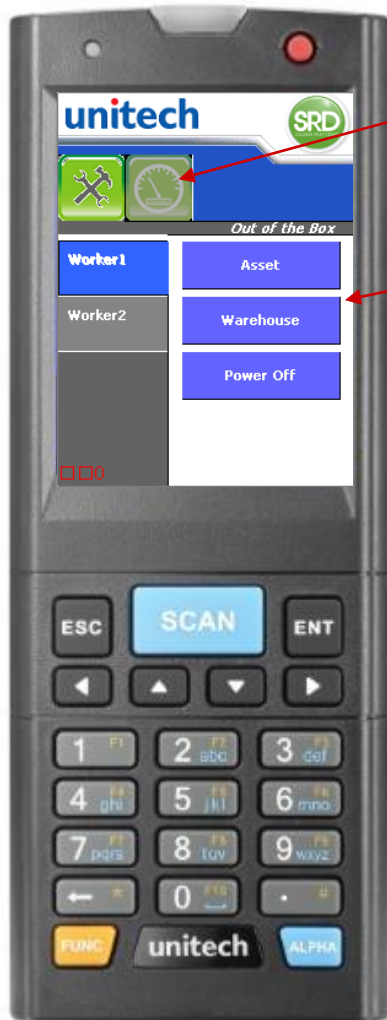 unitech
SRD
Out of the Box
Worker1
Asset
Worker2
Warehouse
Power Off
0
ESC
SCAN
ENT
1 F1
2 abc F2
3 def F3
4 ghi F4
5 jkl F5
6 mno F6
7 pqrs F7
8 tuv F8
9 wxyz F9
← *
0 F10
. #
FUNC
unitech
ALPHA